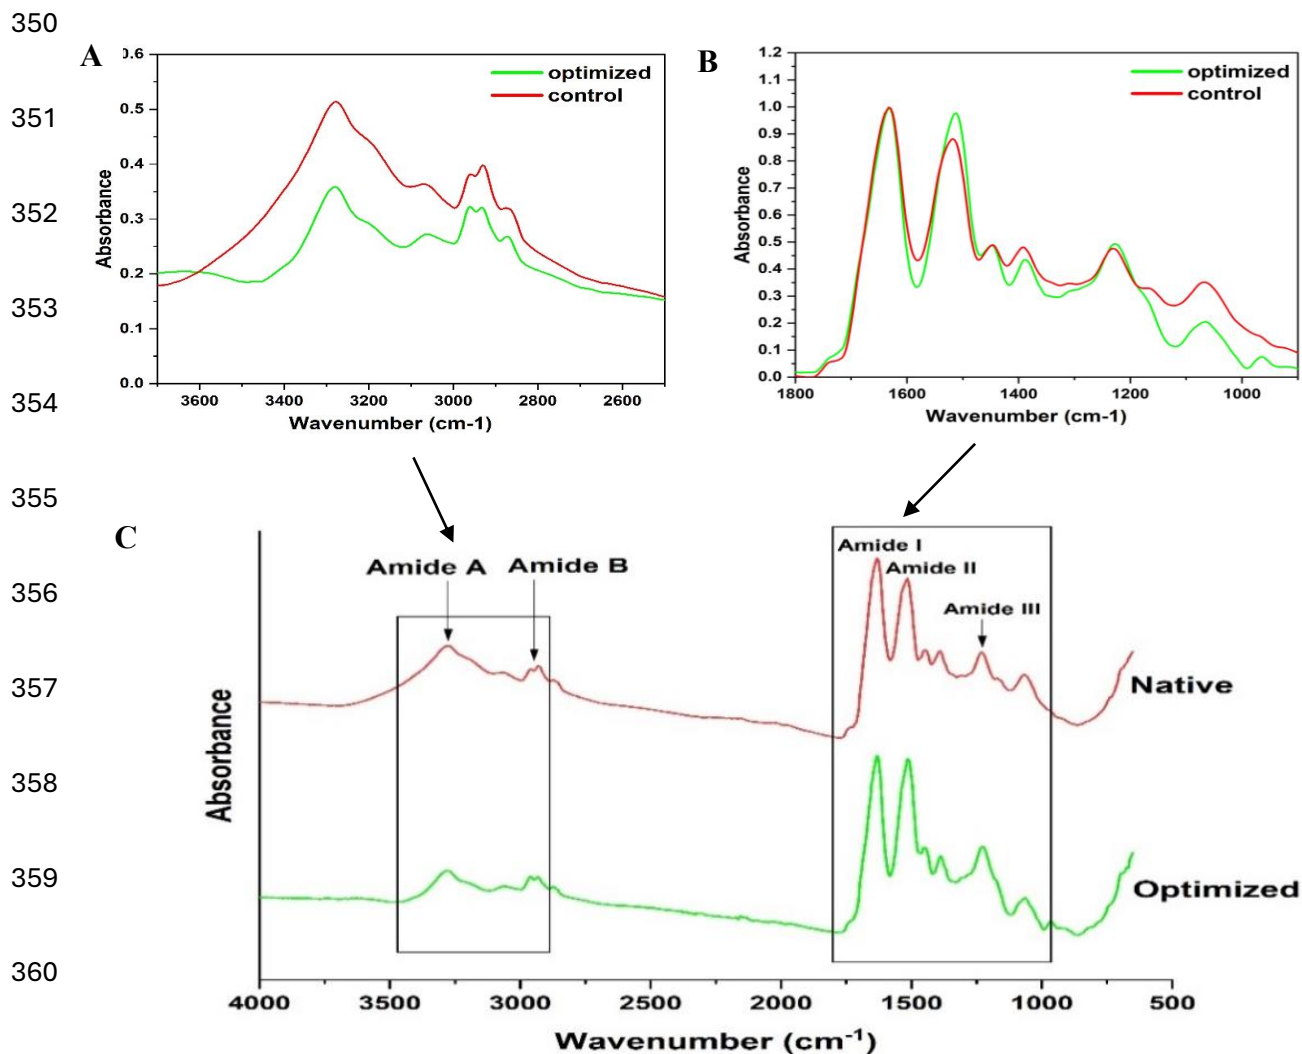 350
A
0.6
optimized
control
0.5
0.4
0.3
0.2
0.1
0.0
Absorbance
3600 3400 3200 3000 2800 2600
Wavenumber (cm-1)
B
1.2
1.1
1.0
0.9
0.8
0.7
0.6
0.5
0.4
0.3
0.2
0.1
0.0
optimized
control
Absorbance
1800 1600 1400 1200 1000
Wavenumber (cm-1)
351
352
353
354
355
C
Amide A Amide B
Amide I
Amide II
Amide III
356
357
Native
Absorbance
358
359
Optimized
360
4000 3500 3000 2500 2000 1500 1000 500
Wavenumber (cm⁻¹)